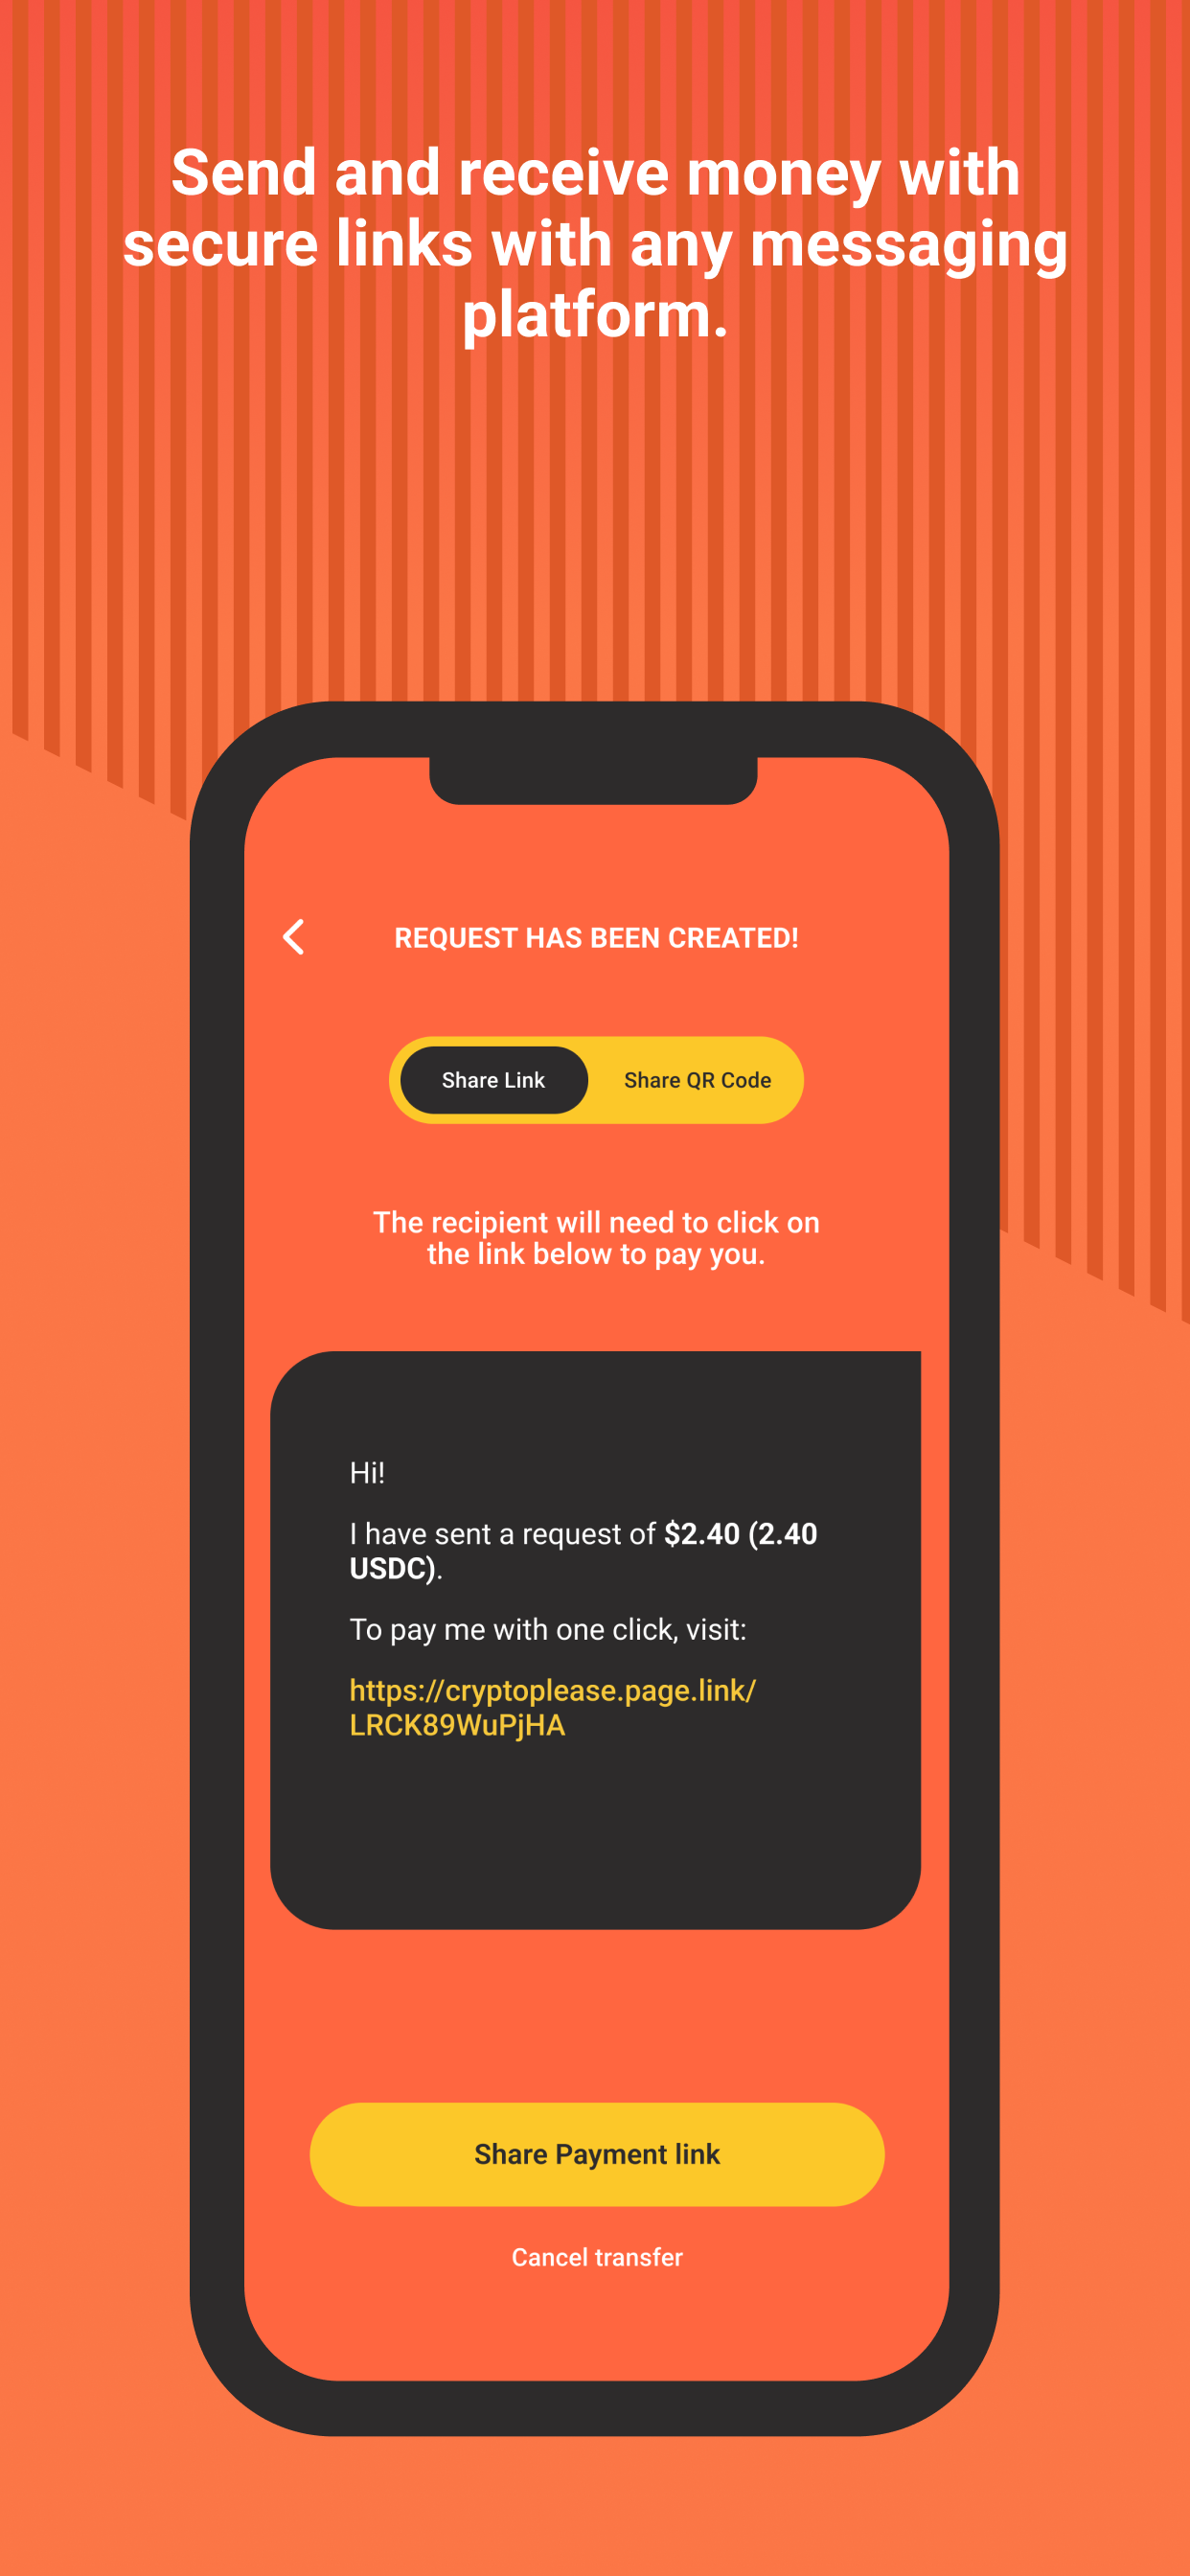 Send and receive money with
secure links with any messaging
platform.
REQUEST HAS BEEN CREATED!
Share Link
Share QR Code
The recipient will need to click on
the link below to pay you.
Hi!
I have sent a request of $2.40 (2.40
USDC).
To pay me with one click, visit:
https://cryptoplease.page.link/
LRCK89WuPjHA
Share Payment link
Cancel transfer